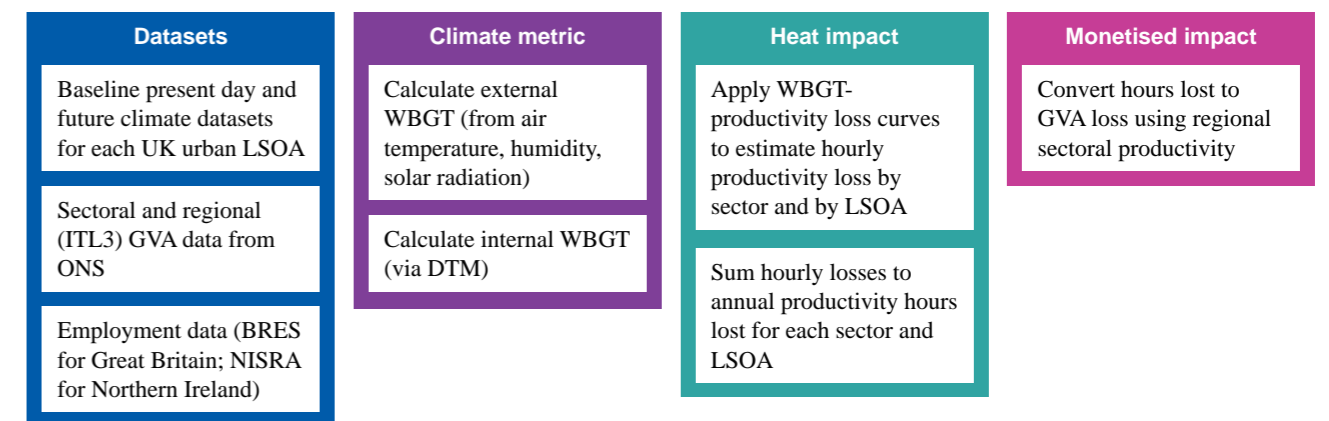 Datasets
Baseline present day and
future climate datasets
for each UK urban LSOA
Sectoral and regional
(ITL3) GVA data from
ONS
Employment data (BRES
for Great Britain; NISRA
for Northern Ireland)
Climate metric
Calculate external
WBGT (from air
temperature, humidity,
solar radiation)
Calculate internal WBGT
(via DTM)
Heat impact
Apply WBGT-
productivity loss curves
to estimate hourly
productivity loss by
sector and by LSOA
Sum hourly losses to
annual productivity hours
lost for each sector and
LSOA
Monetised impact
Convert hours lost to
GVA loss using regional
sectoral productivity